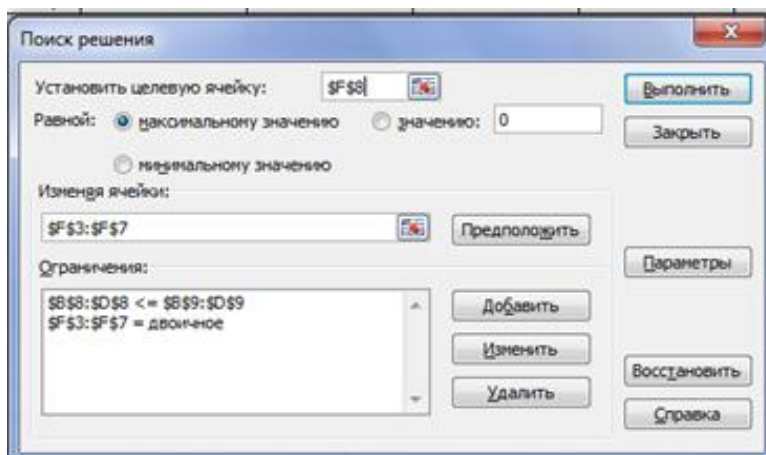 Поиск решения
Установить целевую ячейку: $F$8 Выполнить
Равной: максимальному значению значению: 0 Закрыть
минимальному значению
Изменяя ячейки:
$F$3:$F$7 Предположить
Ограничения: Параметры
$B$8:$D$8 <= $B$9:$D$9 Добавить
$F$3:$F$7 = двоичное
Изменить
Восстановить
Удалить
Справка